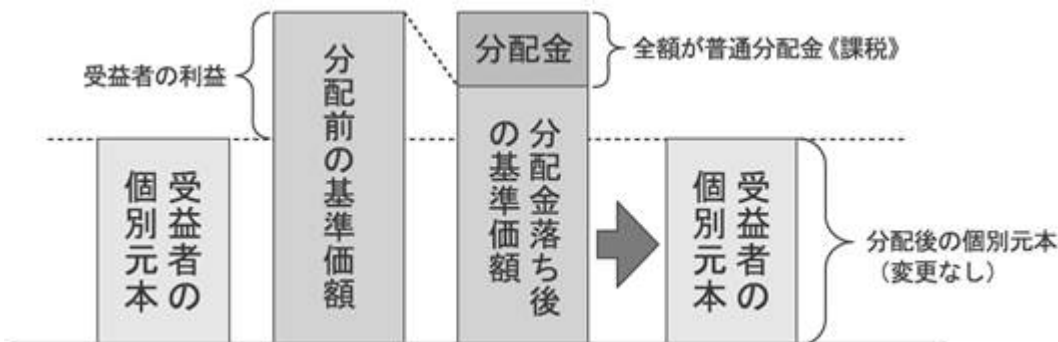 受益者の利益
受益者の
個別元本
分配前の基準価額
分配金
全額が普通分配金《課税》
分配金落ち後
の基準価額
受益者の
個別元本
分配後の個別元本
（変更なし）